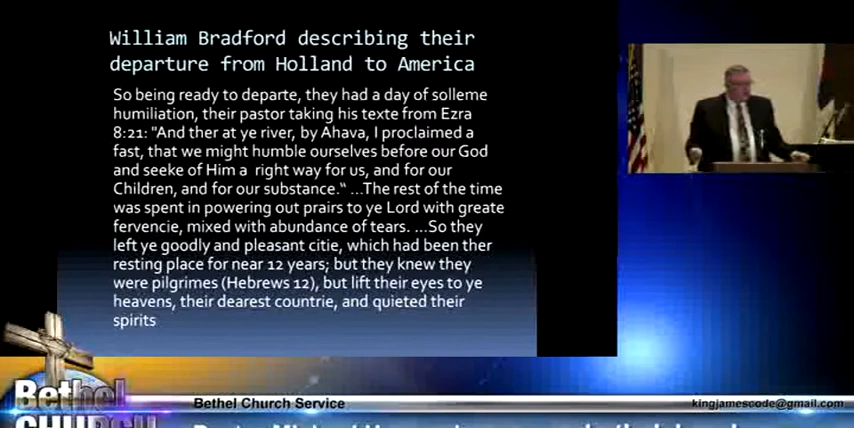 William Bradford describing their
departure from Holland to America
So being ready to departe, they had a day of solleme
humiliation, their pastor taking his texte from Ezra
8:21: "And ther at ye river, by Ahava, I proclaimed a
fast, that we might humble ourselves before our God
and seeke of Him a right way for us, and for our
Children, and for our substance." ...The rest of the time
was spent in powering out prairs to ye Lord with greate
fervencie, mixed with abundance of tears. ...So they
left ye goodly and pleasant citie, which had been ther
resting place for near 12 years; but they knew they
were pilgrimes (Hebrews 12), but lift their eyes to ye
heavens, their dearest countrie, and quieted their
spirits
Bethel
CHURCH
Bethel Church Service
kingjamescode@gmail.com